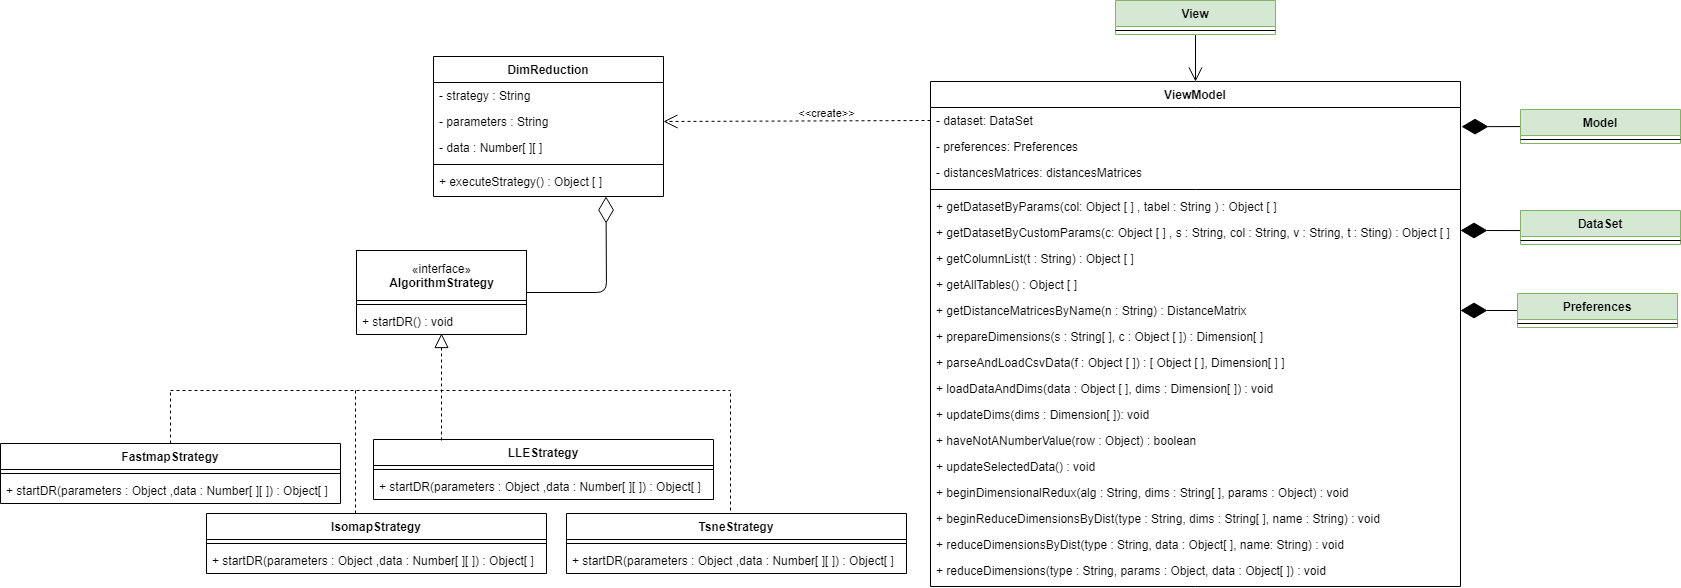 View
DimReduction
- strategy : String
- parameters : String
- data : Number[ ][ ]
+ executeStrategy() : Object [ ]
<<create>>
ViewModel
- dataset: DataSet
- preferences: Preferences
- distancesMatrices: distancesMatrices
+ getDatasetByParams(col: Object [ ] , tabel : String ) : Object [ ]
+ getDatasetByCustomParams(c: Object [ ] , s : String, col : String, v : String, t : Sting) : Object [ ]
+ getColumnList(t : String) : Object [ ]
+ getAllTables() : Object [ ]
+ getDistanceMatricesByName(n : String) : DistanceMatrix
+ prepareDimensions(s : String[ ], c : Object [ ]) : Dimension[ ]
+ parseAndLoadCsvData(f : Object [ ]) : [ Object [ ], Dimension[ ] ]
+ loadDataAndDims(data : Object [ ], dims : Dimension[ ]) : void
+ updateDims(dims : Dimension[ ]): void
+ haveNotANumberValue(row : Object) : boolean
+ updateSelectedData() : void
+ beginDimensionalRedux(alg : String, dims : String[ ], params : Object) : void
+ beginReduceDimensionsByDist(type : String, dims : String[ ], name : String) : void
+ reduceDimensionsByDist(type : String, data : Object[ ], name: String) : void
+ reduceDimensions(type : String, params : Object, data : Object[ ]) : void
Model
DataSet
Preferences
«interface»
AlgorithmStrategy
+ startDR() : void
FastmapStrategy
+ startDR(parameters : Object ,data : Number[ ][ ]) : Object[ ]
LLEStrategy
+ startDR(parameters : Object ,data : Number[ ][ ]) : Object[ ]
IsomapStrategy
+ startDR(parameters : Object ,data : Number[ ][ ]) : Object[ ]
TsneStrategy
+ startDR(parameters : Object ,data : Number[ ][ ]) : Object[ ]